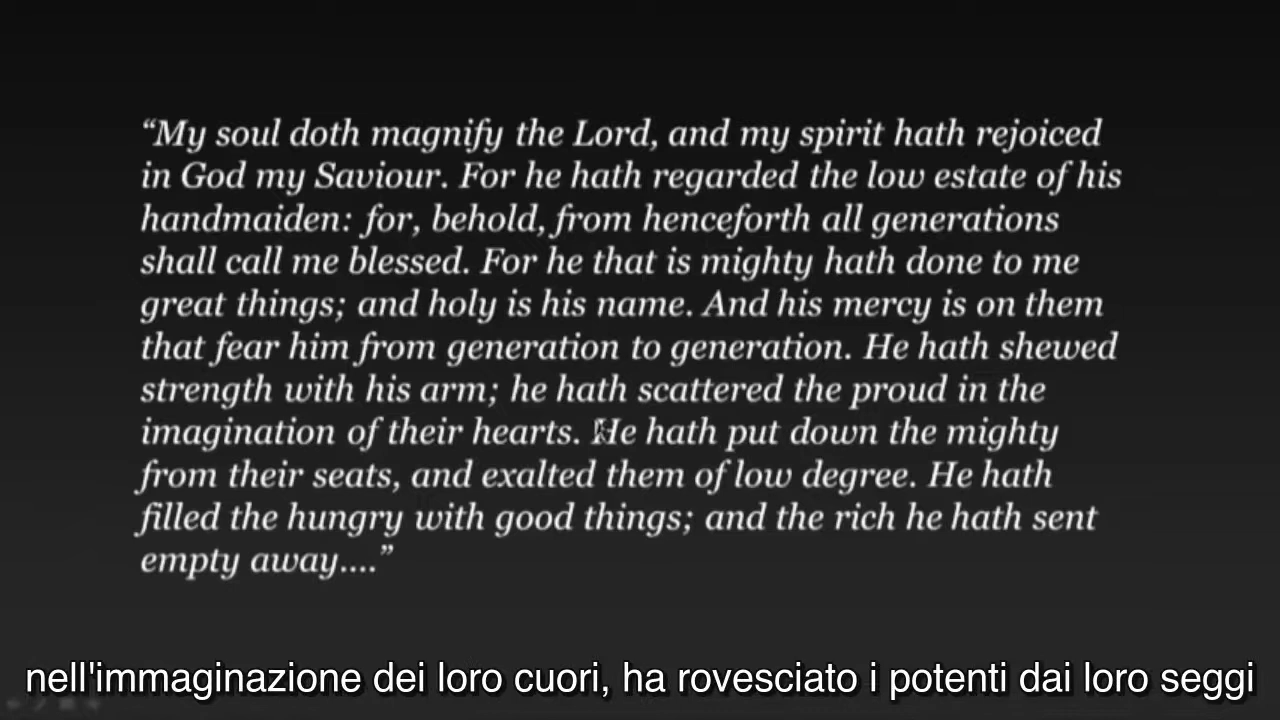 “My soul doth magnify the Lord, and my spirit hath rejoiced
in God my Saviour. For he hath regarded the low estate of his
handmaiden: for, behold, from henceforth all generations
shall call me blessed. For he that is mighty hath done to me
great things; and holy is his name. And his mercy is on them
that fear him from generation to generation. He hath shewed
strength with his arm; he hath scattered the proud in the
imagination of their hearts. He hath put down the mighty
from their seats, and exalted them of low degree. He hath
filled the hungry with good things; and the rich he hath sent
empty away....”
nell'immaginazione dei loro cuori, ha rovesciato i potenti dai loro seggi